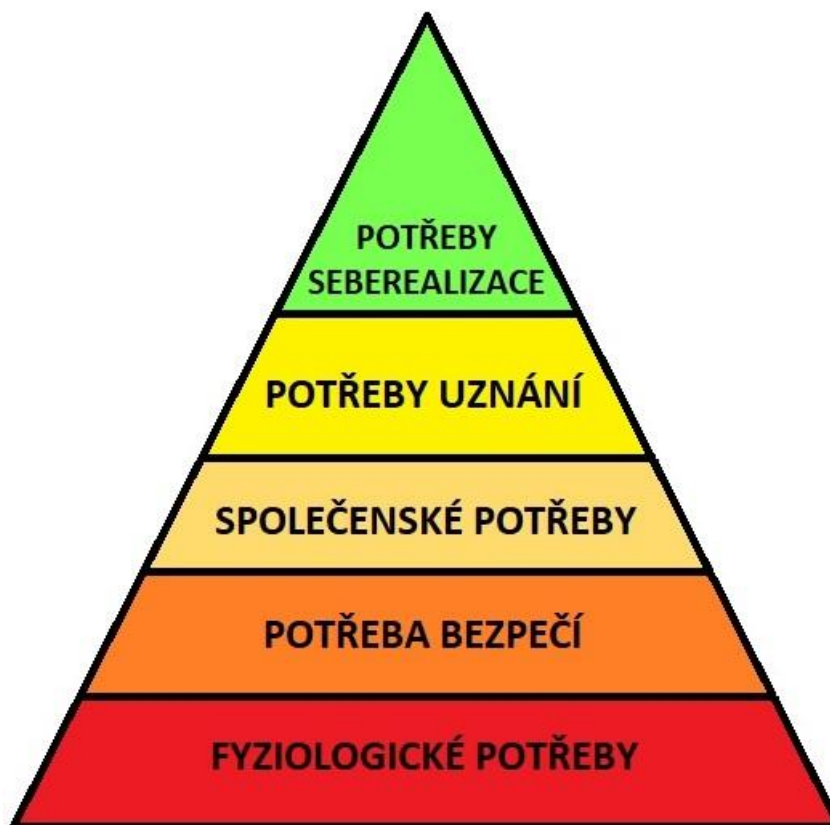 POTŘEBY
SEBEREALIZACE
POTŘEBY UZNÁNÍ
SPOLEČENSKÉ POTŘEBY
POTŘEBA BEZPEČÍ
FYZIOLOGICKÉ POTŘEBY